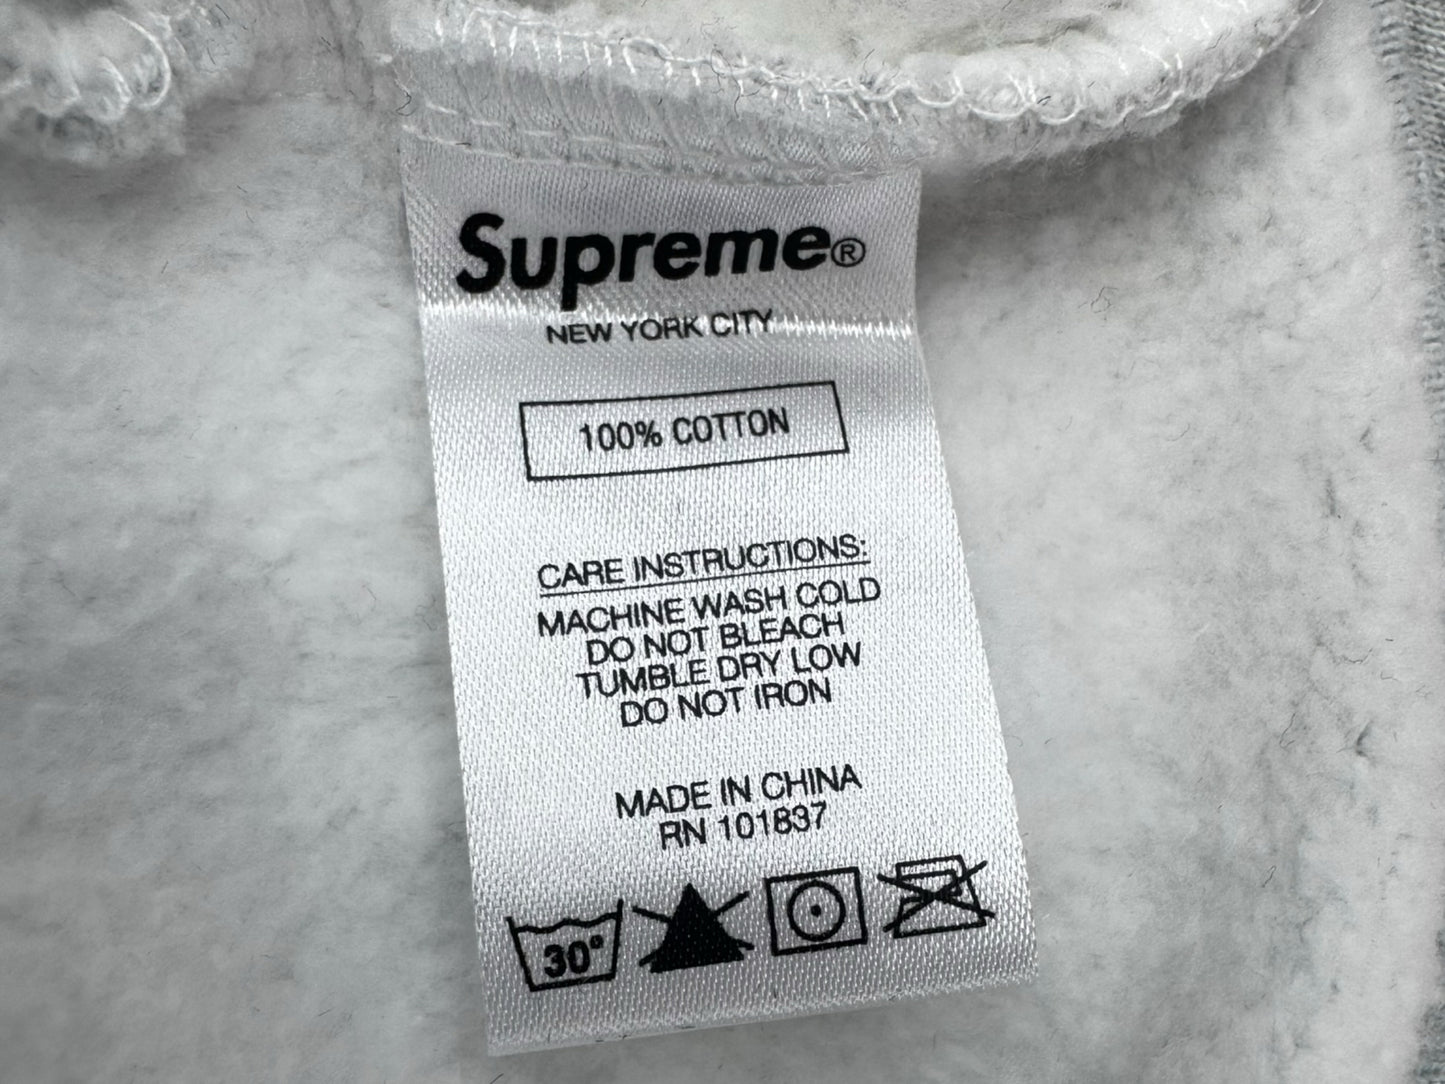 Supreme®
NEW YORK CITY
100% COTTON
CARE INSTRUCTIONS:
MACHINE WASH COLD
DO NOT BLEACH
TUMBLE DRY LOW
DO NOT IRON
MADE IN CHINA
RN 101837
30°